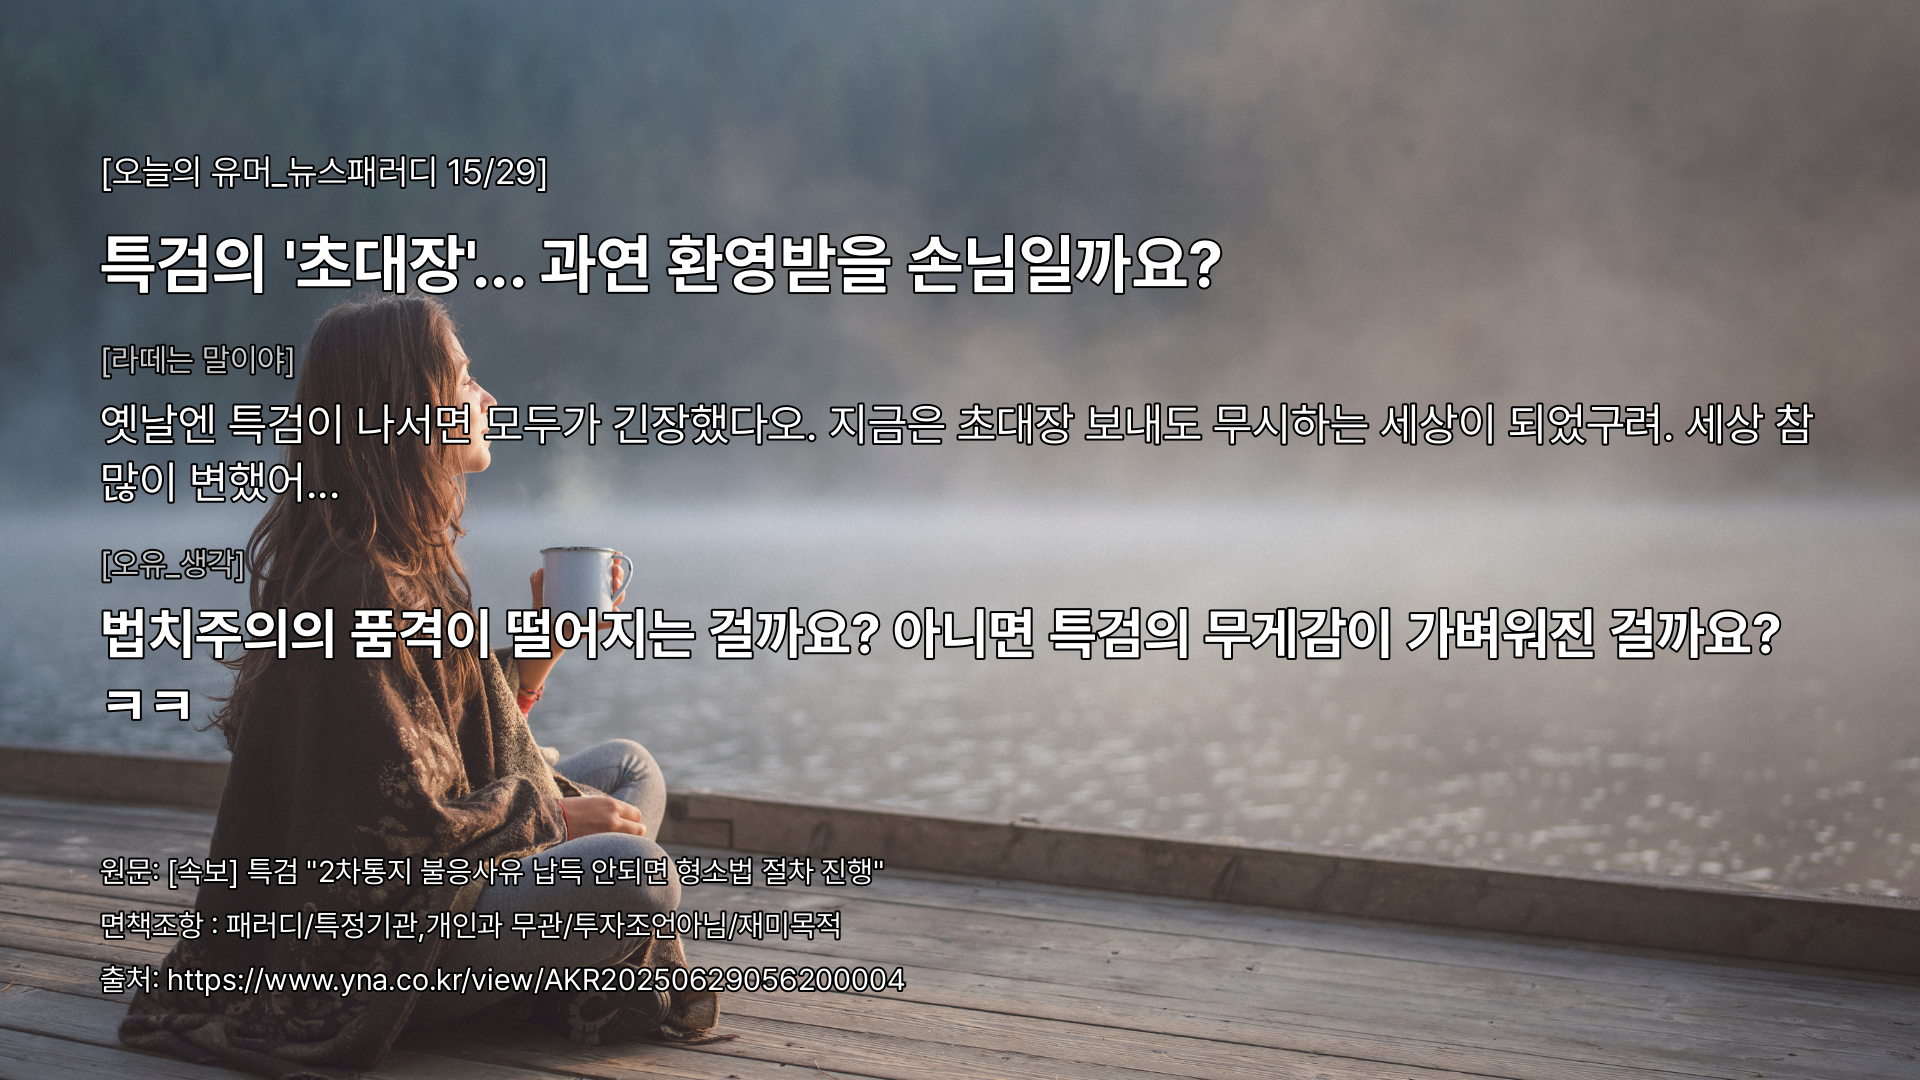 [오늘의 유머_뉴스패러디 15/29]
특검의 '초대장'... 과연 환영받을 손님일까요?
[라떼는 말이야]
옛날엔 특검이 나서면 모두가 긴장했다오. 지금은 초대장 보내도 무시하는 세상이 되었구려. 세상 참
많이 변했어...
[오유_생각]
법치주의의 품격이 떨어지는 걸까요? 아니면 특검의 무게감이 가벼워진 걸까요?
ㅋㅋ
원문: [속보] 특검 "2차통지 불응사유 납득 안되면 형소법 절차 진행"
면책조항 : 패러디/특정기관,개인과 무관/투자조언아님/재미목적
출처: https://www.yna.co.kr/view/AKR20250629056200004